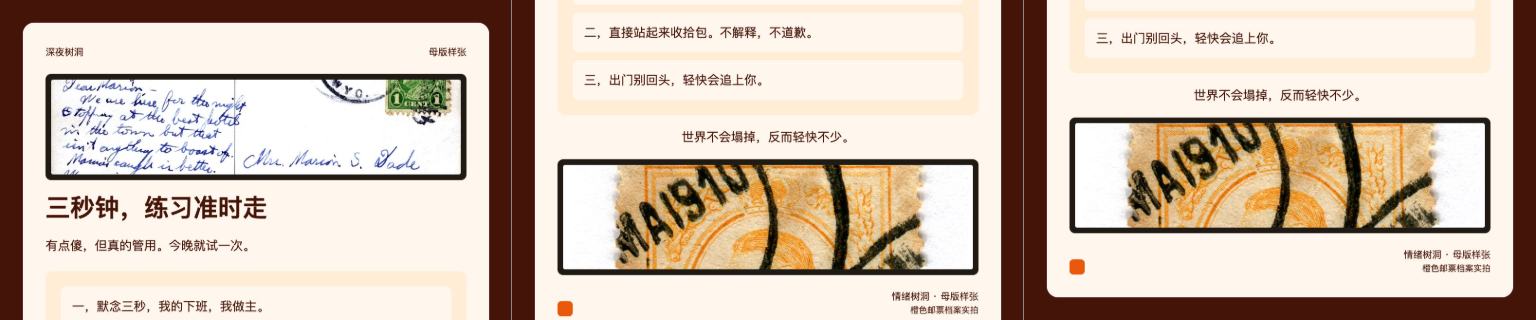 深夜树洞
母版样张
Dear Marion —
We are here for the night
Stopping at the best hotel
in the town but that
isn't anything to boast of.
Mama's cough is better.
N.Y.C.
1 CENT 1
Mrs. Marion S. Dade
三秒钟，练习准时走
有点傻，但真的管用。今晚就试一次。
一，默念三秒，我的下班，我做主。
二，直接站起来收拾包。不解释，不道歉。
三，出门别回头，轻快会追上你。
世界不会塌掉，反而轻快不少。
MAI1910
情绪树洞 · 母版样张
橙色邮票档案实拍
三，出门别回头，轻快会追上你。
世界不会塌掉，反而轻快不少。
MAI1910
情绪树洞 · 母版样张
橙色邮票档案实拍